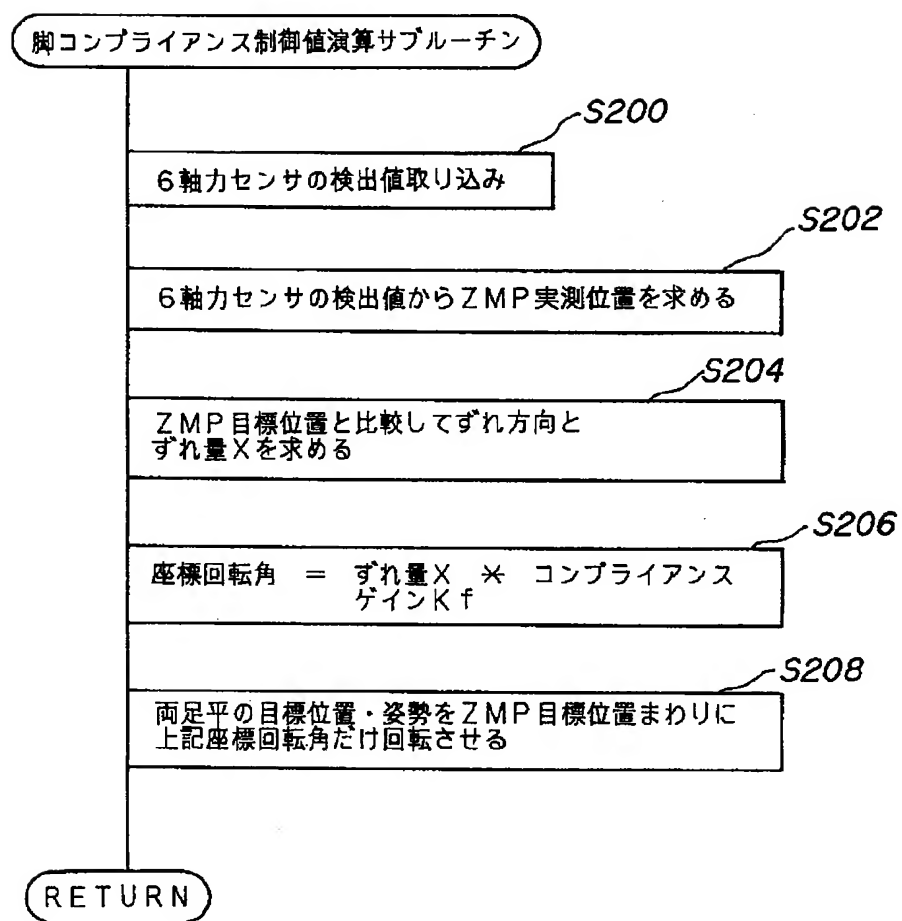 脚コンプライアンス制御値演算サブルーチン
S200
6軸力センサの検出値取り込み
S202
6軸力センサの検出値からZMP実測位置を求める
S204
ZMP目標位置と比較してずれ方向と
ずれ量Xを求める
S206
座標回転角 = ずれ量X * コンプライアンス
ゲインKf
S208
両足平の目標位置・姿勢をZMP目標位置まわりに
上記座標回転角だけ回転させる
RETURN